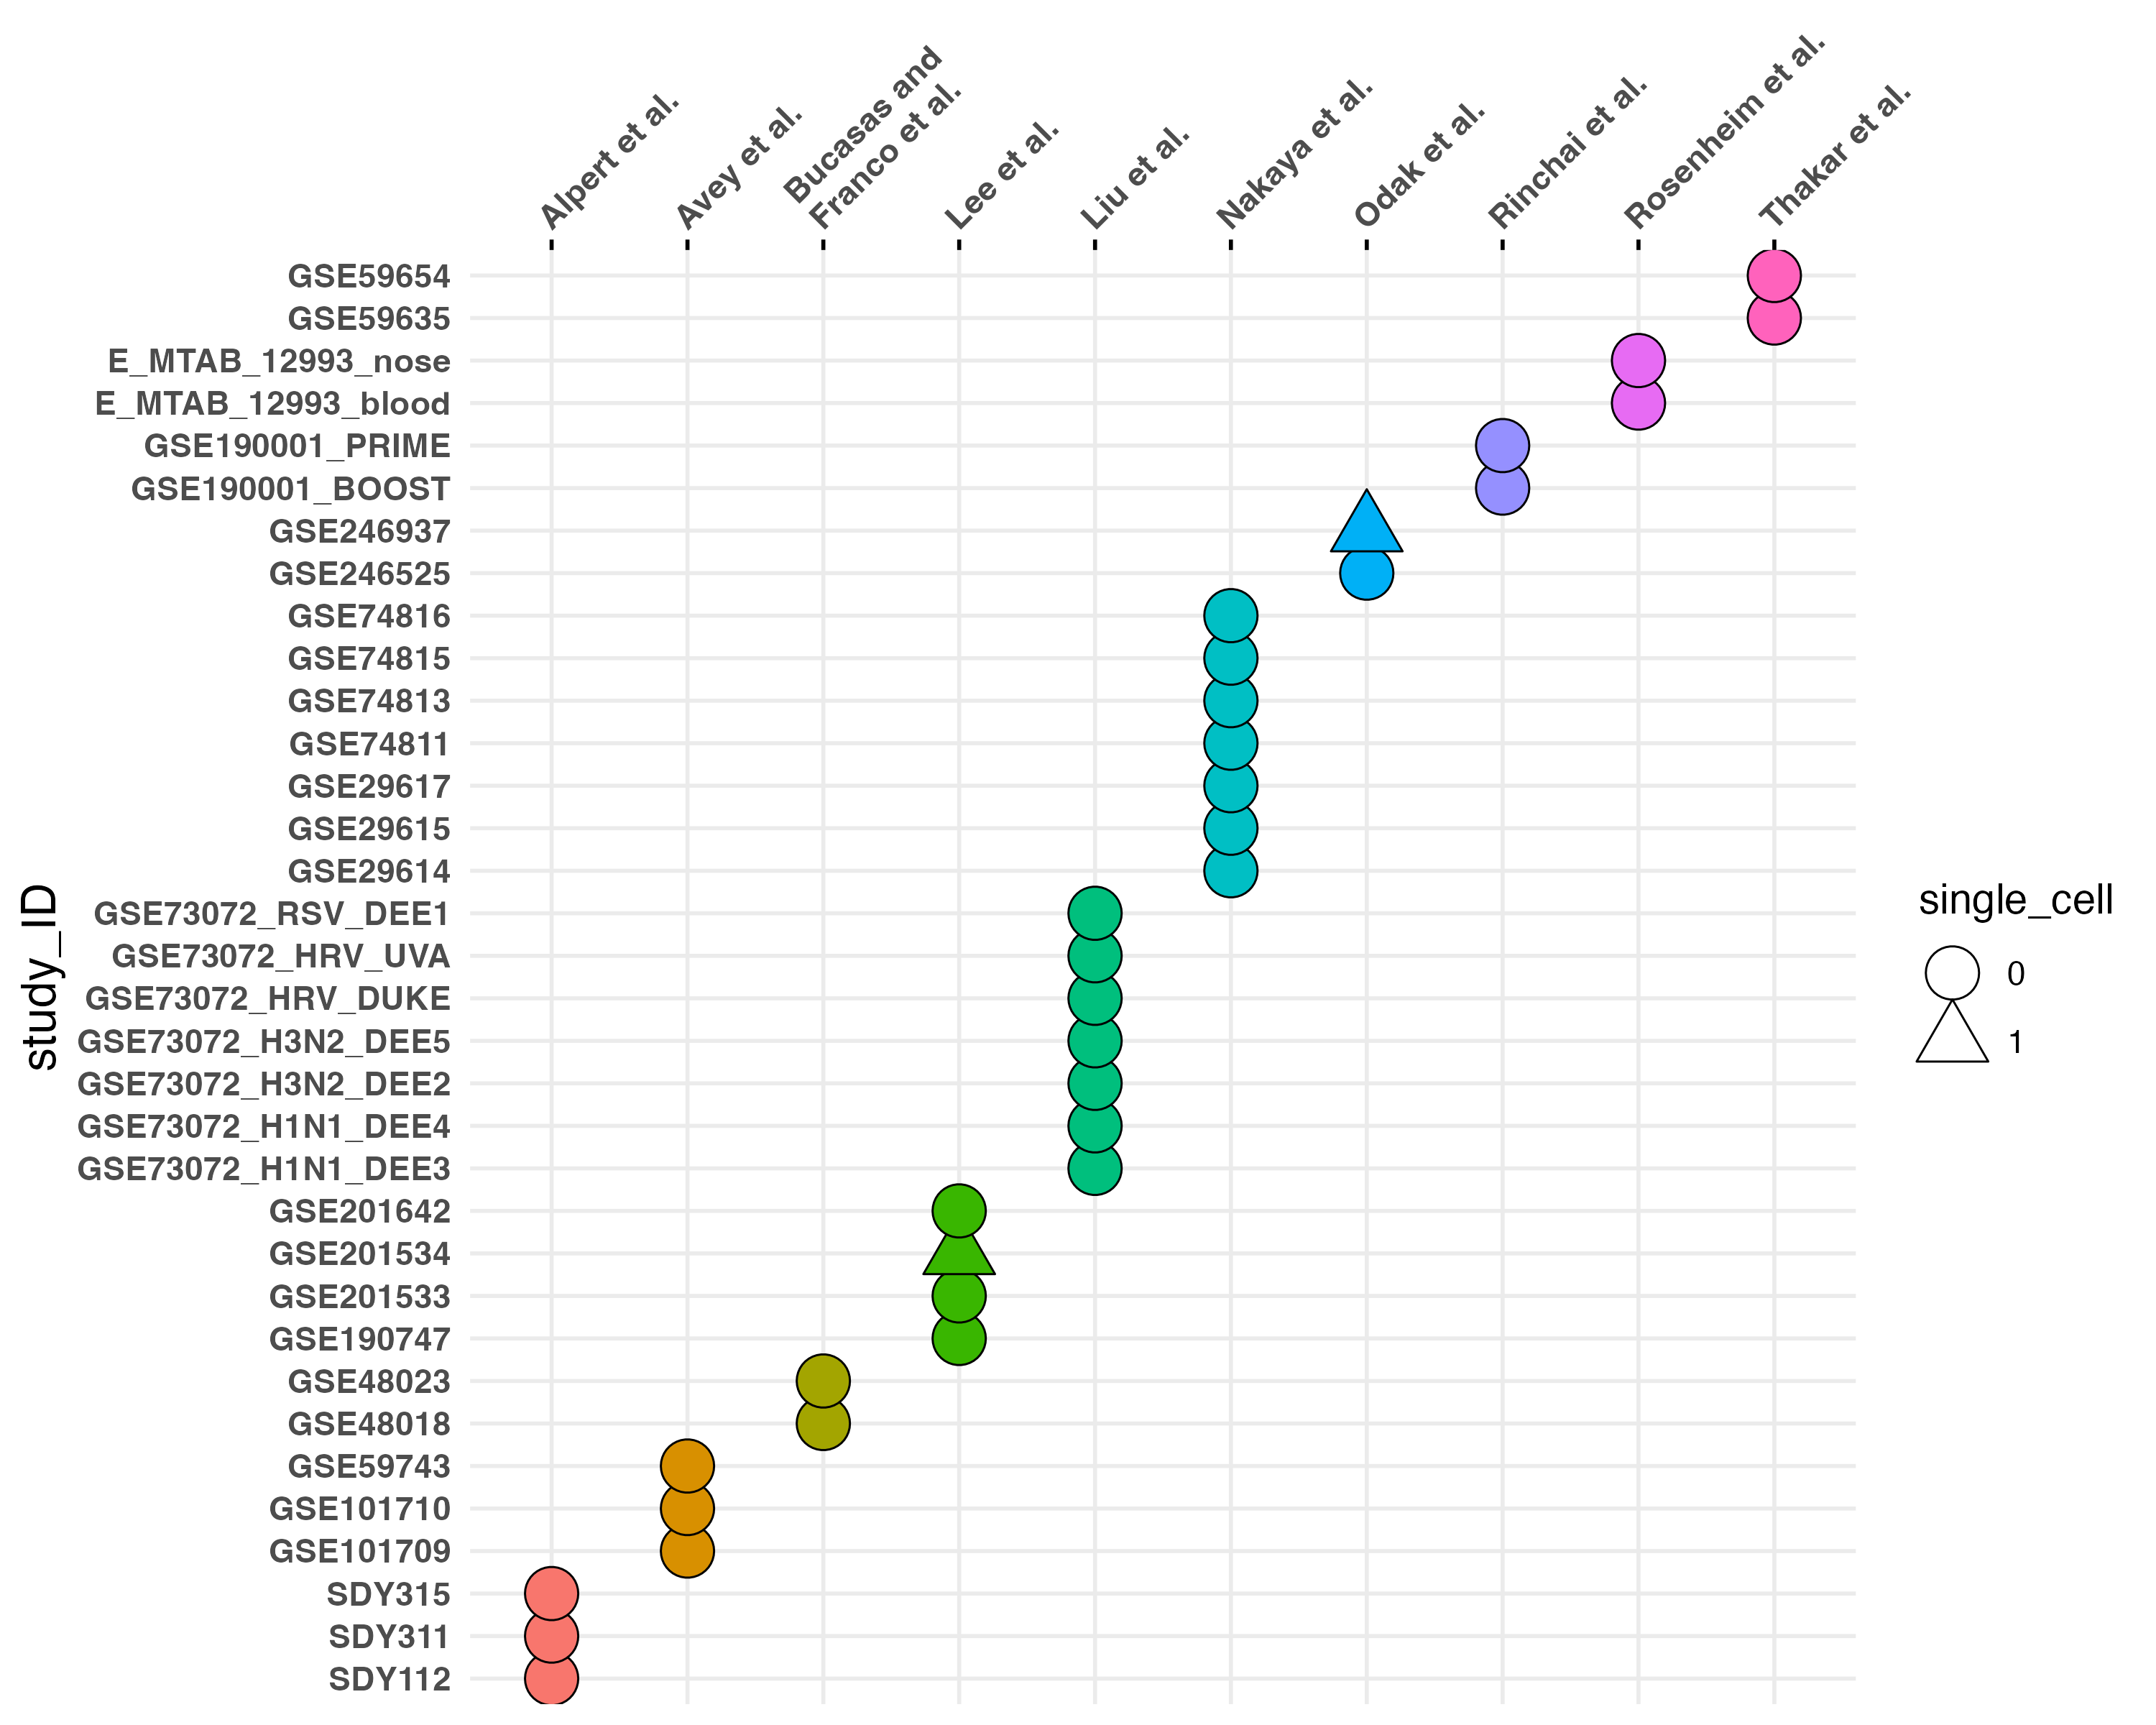 Alpert et al.
Avey et al.
Bucasas and
Franco et al.
Lee et al.
Liu et al.
Nakaya et al.
Odak et al.
Rinchai et al.
Rosenheim et al.
Thakar et al.
GSE59654
GSE59635
E_MTAB_12993_nose
E_MTAB_12993_blood
GSE190001_PRIME
GSE190001_BOOST
GSE246937
GSE246525
GSE74816
GSE74815
GSE74813
GSE74811
GSE29617
GSE29615
GSE29614
GSE73072_RSV_DEE1
GSE73072_HRV_UVA
GSE73072_HRV_DUKE
GSE73072_H3N2_DEE5
GSE73072_H3N2_DEE2
GSE73072_H1N1_DEE4
GSE73072_H1N1_DEE3
GSE201642
GSE201534
GSE201533
GSE190747
GSE48023
GSE48018
GSE59743
GSE101710
GSE101709
SDY315
SDY311
SDY112
study_ID
single_cell
0
1